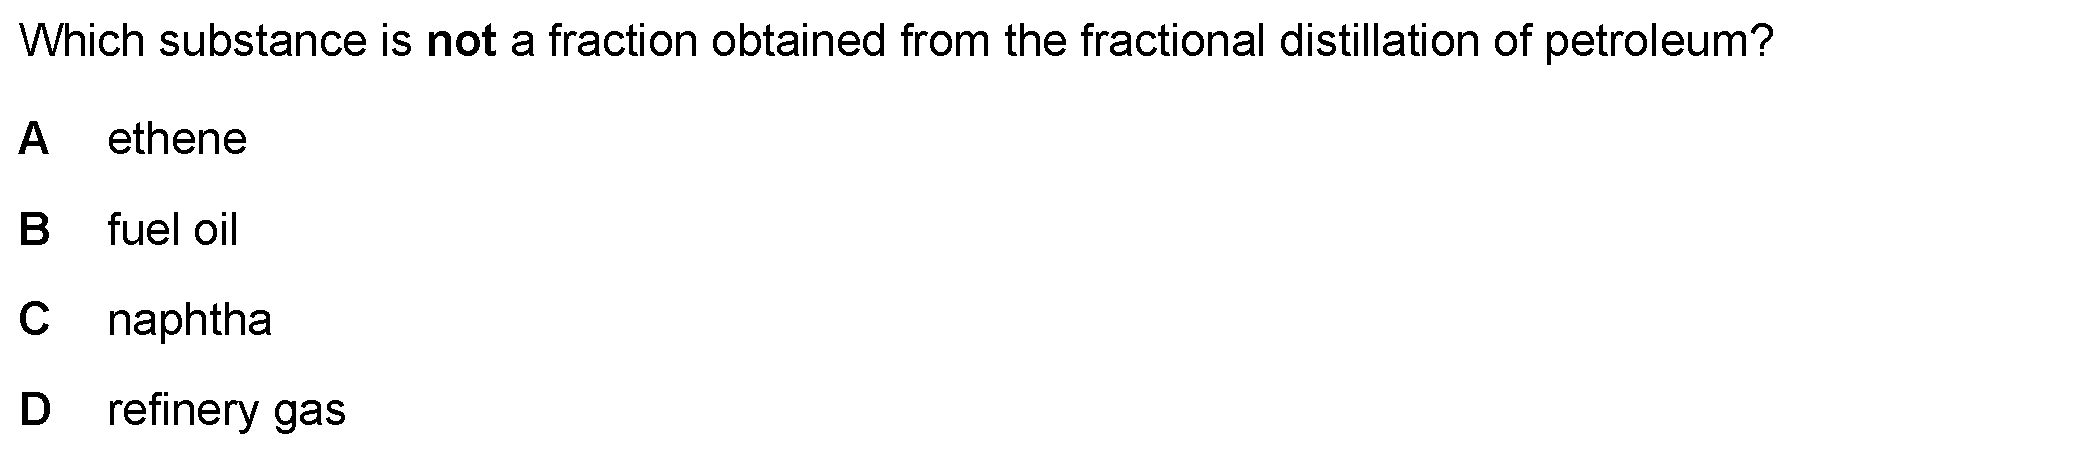 Which substance is not a fraction obtained from the fractional distillation of petroleum?
A ethene
B fuel oil
C naphtha
D refinery gas